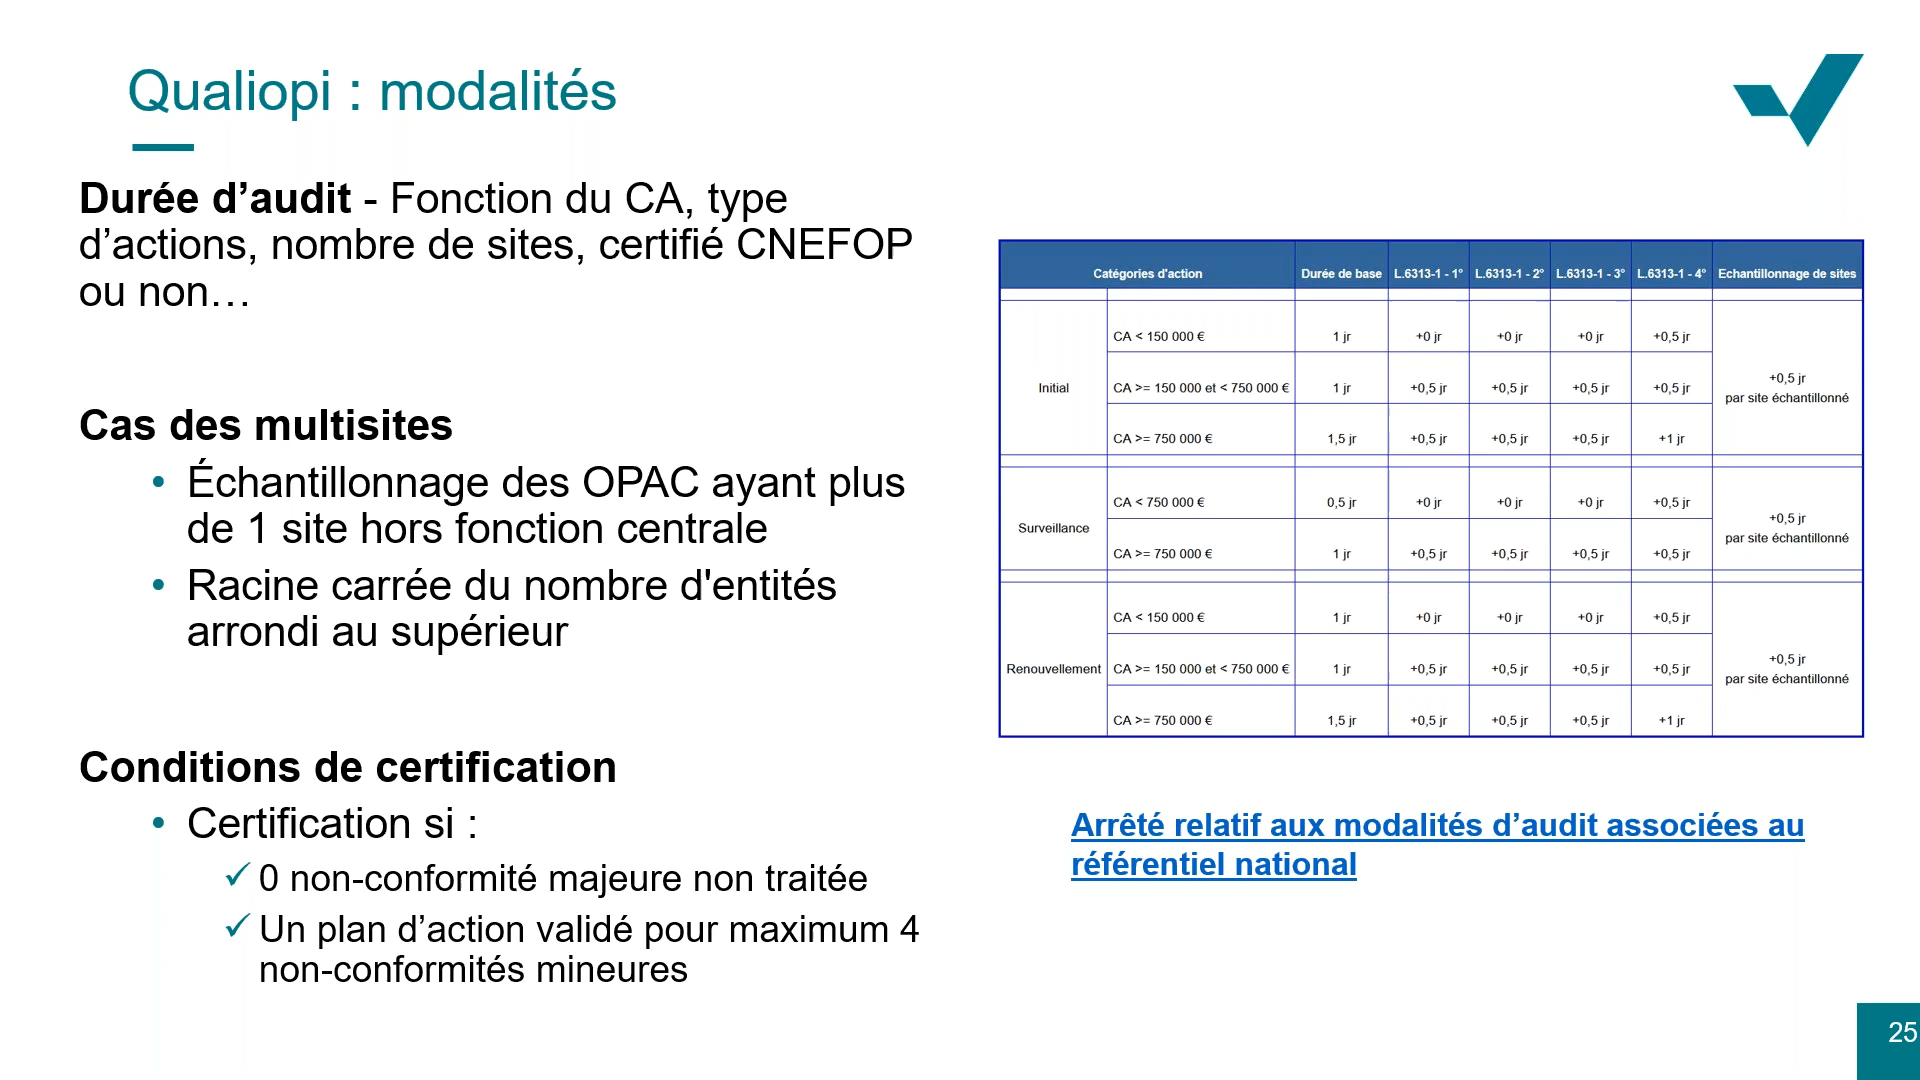 Qualiopi : modalités
Durée d’audit - Fonction du CA, type
d’actions, nombre de sites, certifié CNEFOP
ou non…
Cas des multisites
• Échantillonnage des OPAC ayant plus
de 1 site hors fonction centrale
• Racine carrée du nombre d'entités
arrondi au supérieur
Conditions de certification
• Certification si :
✓ 0 non-conformité majeure non traitée
✓ Un plan d’action validé pour maximum 4
non-conformités mineures
Catégories d'action Durée de base L.6313-1 - 1° L.6313-1 - 2° L.6313-1 - 3° L.6313-1 - 4° Echantillonnage de sites
Initial
CA < 150 000 € 1 jr +0 jr +0 jr +0 jr +0,5 jr
CA >= 150 000 et < 750 000 € 1 jr +0,5 jr +0,5 jr +0,5 jr +0,5 jr
CA >= 750 000 € 1,5 jr +0,5 jr +0,5 jr +0,5 jr +1 jr
+0,5 jr
par site échantillonné
Surveillance
CA < 750 000 € 0,5 jr +0 jr +0 jr +0 jr +0,5 jr
CA >= 750 000 € 1 jr +0,5 jr +0,5 jr +0,5 jr +0,5 jr
+0,5 jr
par site échantillonné
Renouvellement
CA < 150 000 € 1 jr +0 jr +0 jr +0 jr +0,5 jr
CA >= 150 000 et < 750 000 € 1 jr +0,5 jr +0,5 jr +0,5 jr +0,5 jr
CA >= 750 000 € 1,5 jr +0,5 jr +0,5 jr +0,5 jr +1 jr
+0,5 jr
par site échantillonné
Arrêté relatif aux modalités d’audit associées au
référentiel national
25